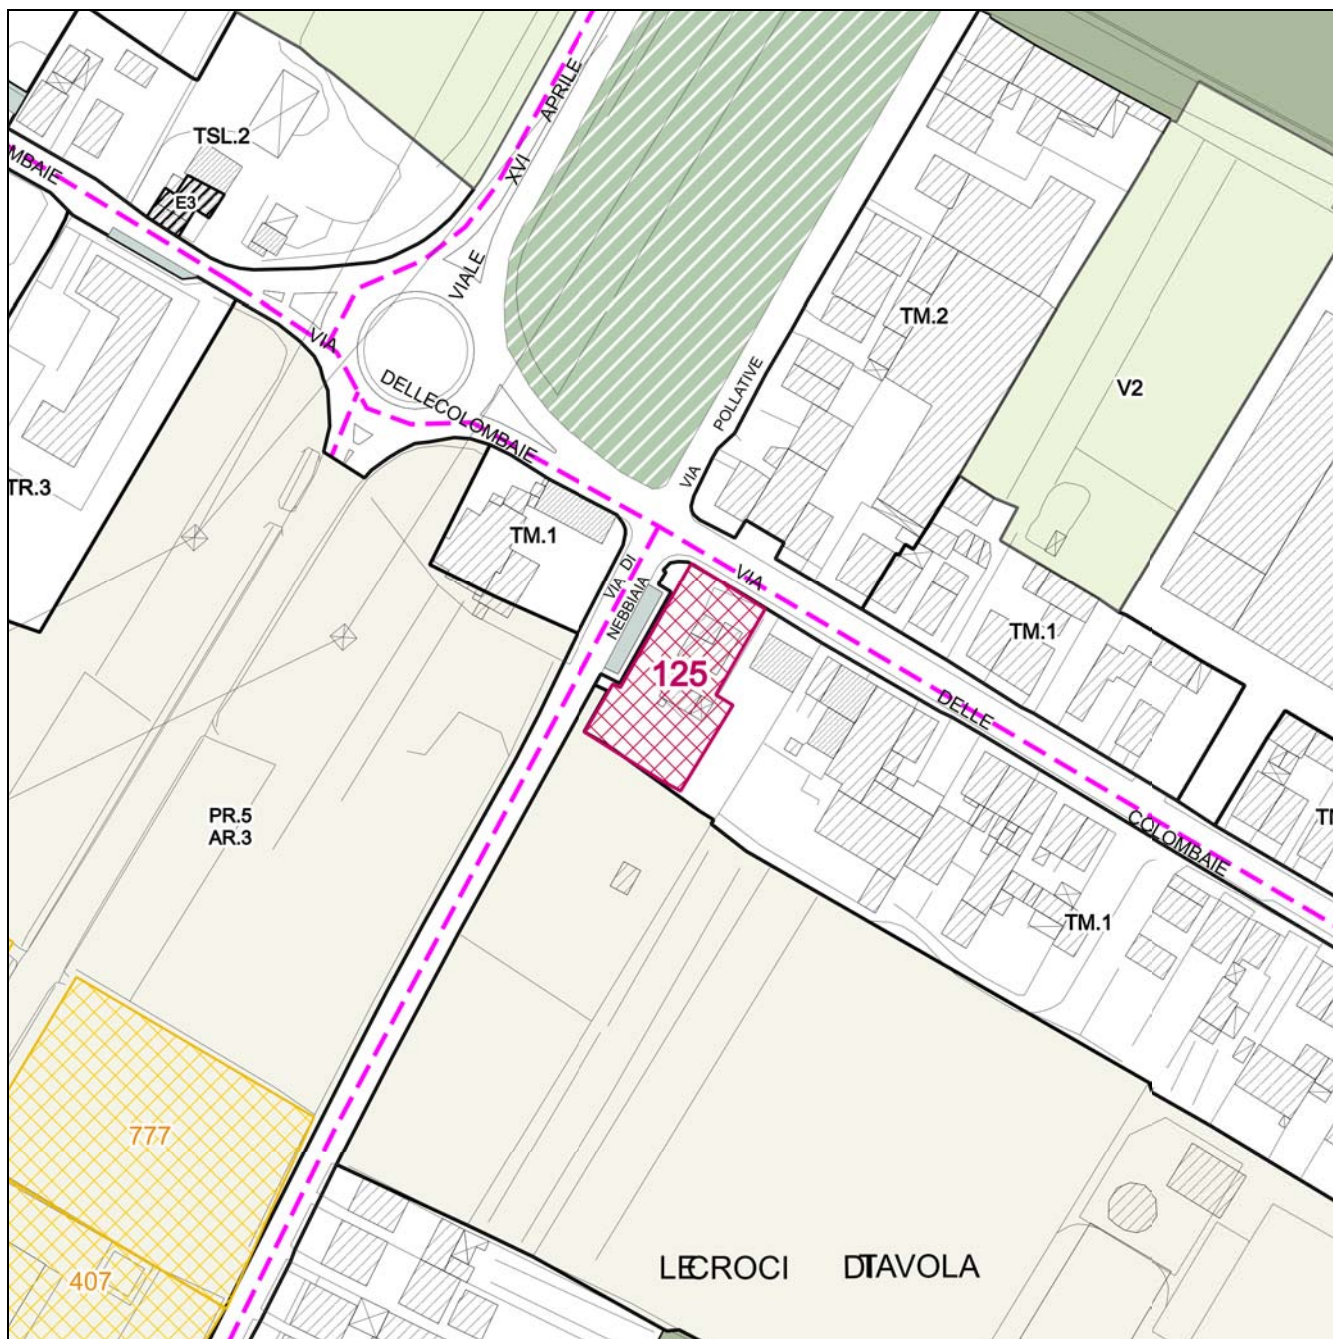 TSL.2
E3
MBAIE
VIALE XVI APRILE
VIA
DELLECOLOMBAIE
VIA POLLATIVE
TM.2
V2
TR.3
TM.1
VIA DI
NEBBIAIA
VIA DELLE COLOMBAIE
TM.1
125
PR.5
AR.3
TM.1
777
407
LECROCI DITAVOLA